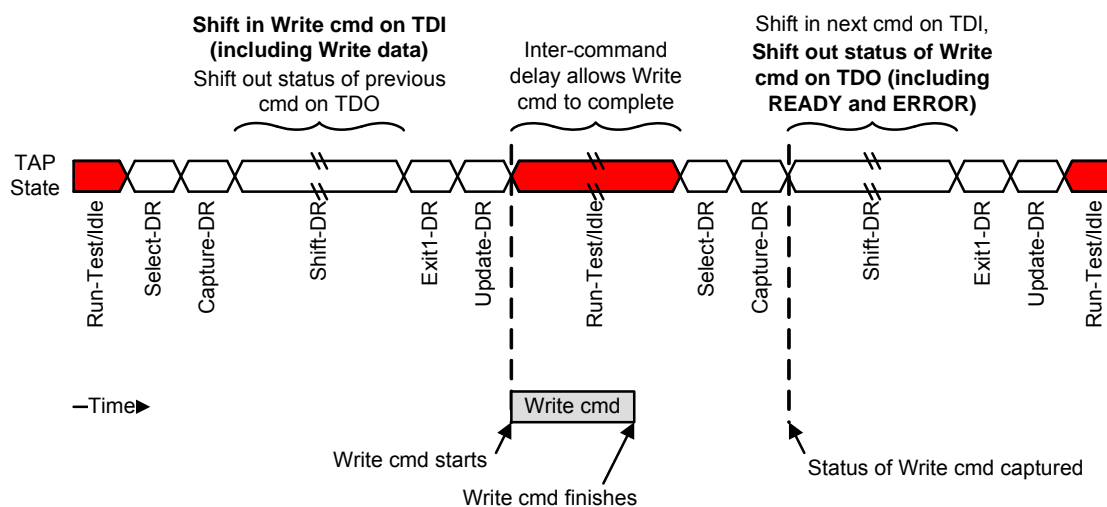 Shift in Write cmd on TDI
(including Write data)
Shift out status of previous
cmd on TDO
Inter-command
delay allows Write
cmd to complete
Shift in next cmd on TDI,
Shift out status of Write
cmd on TDO (including
READY and ERROR)
TAP
State
Run-Test/Idle
Select-DR
Capture-DR
Shift-DR
Exit1-DR
Update-DR
Run-Test/Idle
Select-DR
Capture-DR
Shift-DR
Exit1-DR
Update-DR
Run-Test/Idle
Time
Write cmd
Write cmd starts
Write cmd finishes
Status of Write cmd captured